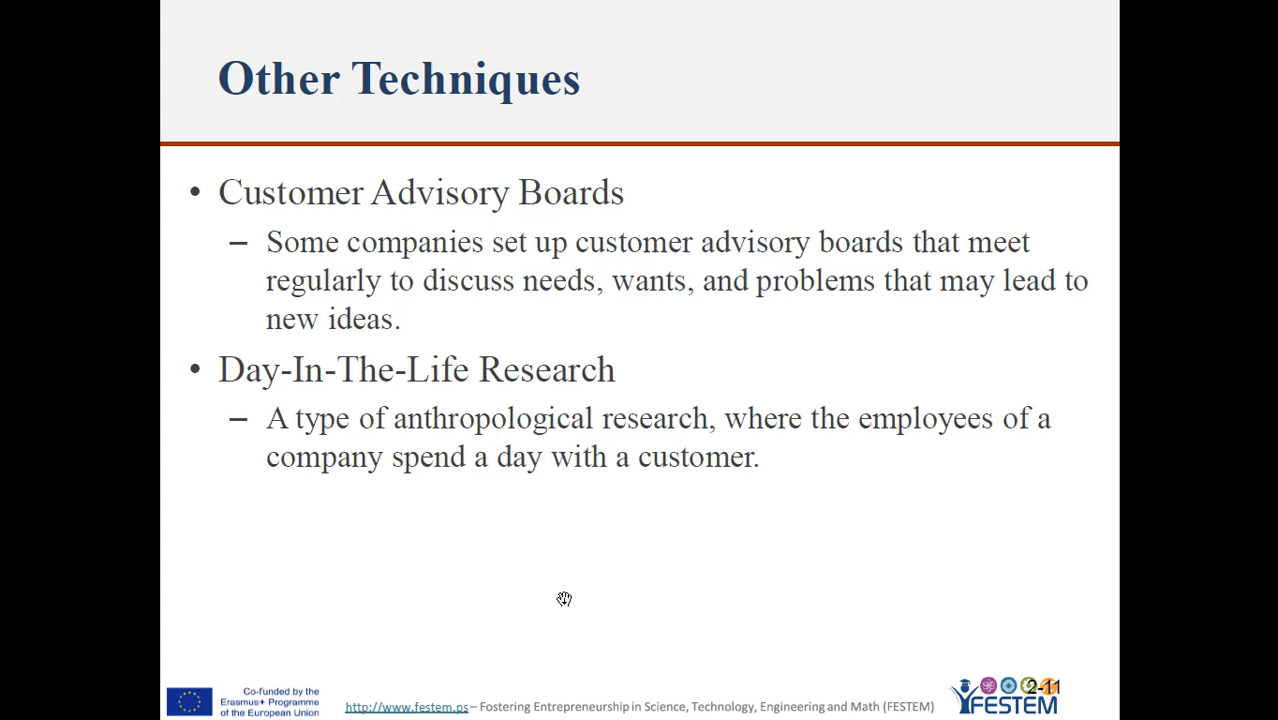 Other Techniques
• Customer Advisory Boards
– Some companies set up customer advisory boards that meet
regularly to discuss needs, wants, and problems that may lead to
new ideas.
• Day-In-The-Life Research
– A type of anthropological research, where the employees of a
company spend a day with a customer.
Co-funded by the
Erasmus+ Programme
of the European Union
http://www.festem.ps – Fostering Entrepreneurship in Science, Technology, Engineering and Math (FESTEM)
2-11
FESTEM